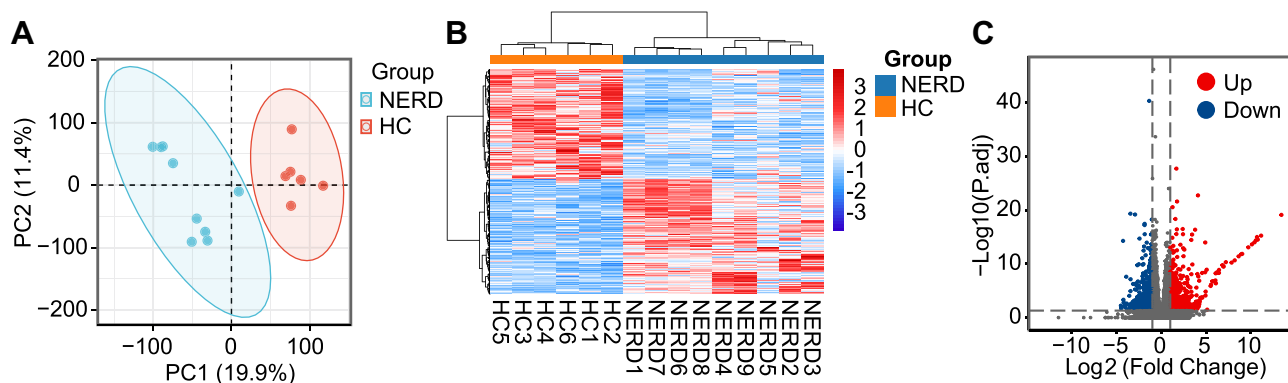 A
200
100
0
−100
−200
−100
0
100
PC2 (11.4%)
PC1 (19.9%)
Group
NERD
HC
B
HC5
HC3
HC4
HC6
HC1
HC2
NERD1
NERD7
NERD6
NERD8
NERD4
NERD9
NERD5
NERD2
NERD3
3
2
1
0
-1
-2
-3
Group
NERD
HC
C
−Log10(P.adj)
40
30
20
10
0
−10
−5
0
5
10
Log2 (Fold Change)
Up
Down